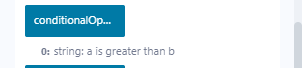 conditionalOp...
0: string: a is greater than b